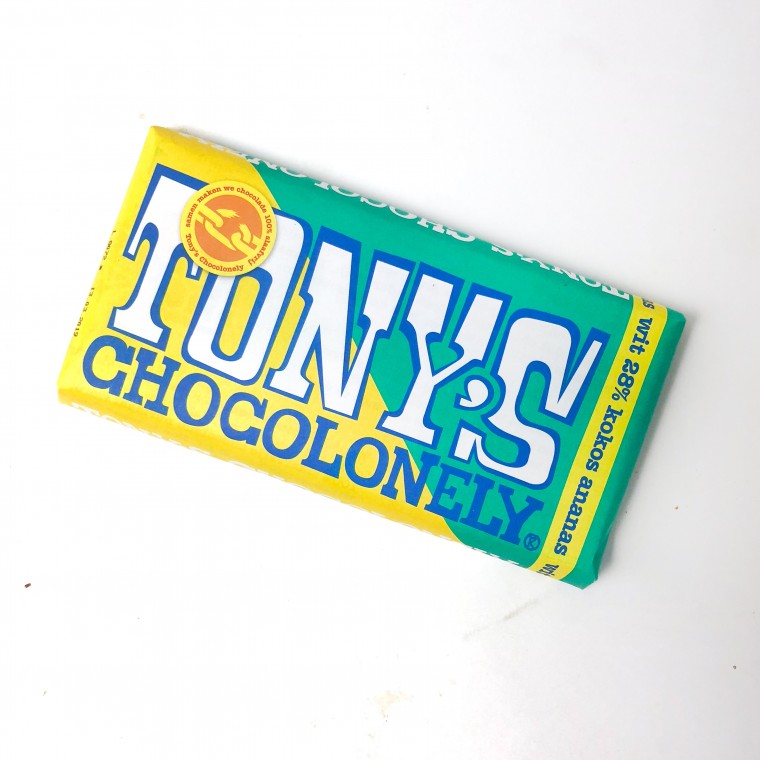 samen maken we chocolade 100% slaafvrij
Tony's Chocolonely
TONY'S
CHOCOLONELY®
wit 28% kokos ananas